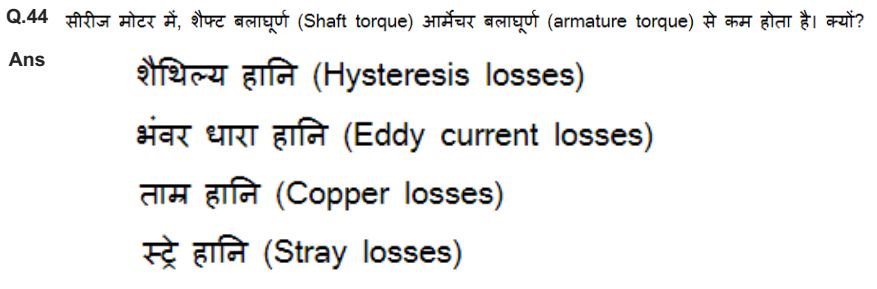 Q.44 सीरीज मोटर में, शैफ्ट बलाघूर्ण (Shaft torque) आर्मेचर बलाघूर्ण (armature torque) से कम होता है। क्यों?
Ans शैथिल्य हानि (Hysteresis losses)
भंवर धारा हानि (Eddy current losses)
ताम्र हानि (Copper losses)
स्ट्रे हानि (Stray losses)